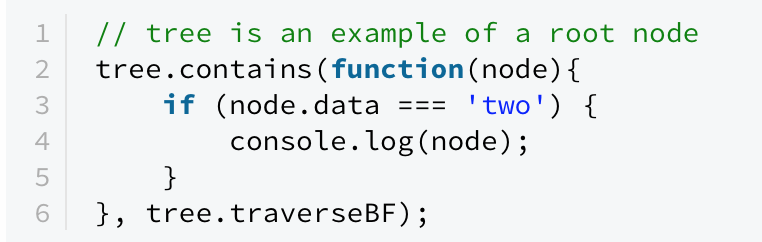 1 // tree is an example of a root node
2 tree.contains(function(node){
3     if (node.data === 'two') {
4         console.log(node);
5     }
6 }, tree.traverseBF);